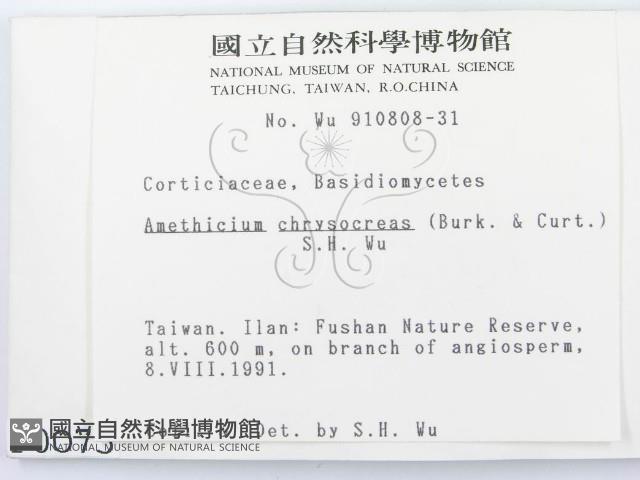 國立自然科學博物館
NATIONAL MUSEUM OF NATURAL SCIENCE
TAICHUNG, TAIWAN, R.O.CHINA
No. Wu 910808-31
Corticiaceae, Basidiomycetes
Amethicium chrysocreas (Burk. & Curt.)
S.H. Wu
Taiwan. Ilan: Fushan Nature Reserve,
alt. 600 m, on branch of angiosperm,
8.VIII.1991.
Det. by S.H. Wu
國立自然科學博物館
NATIONAL MUSEUM OF NATURAL SCIENCE